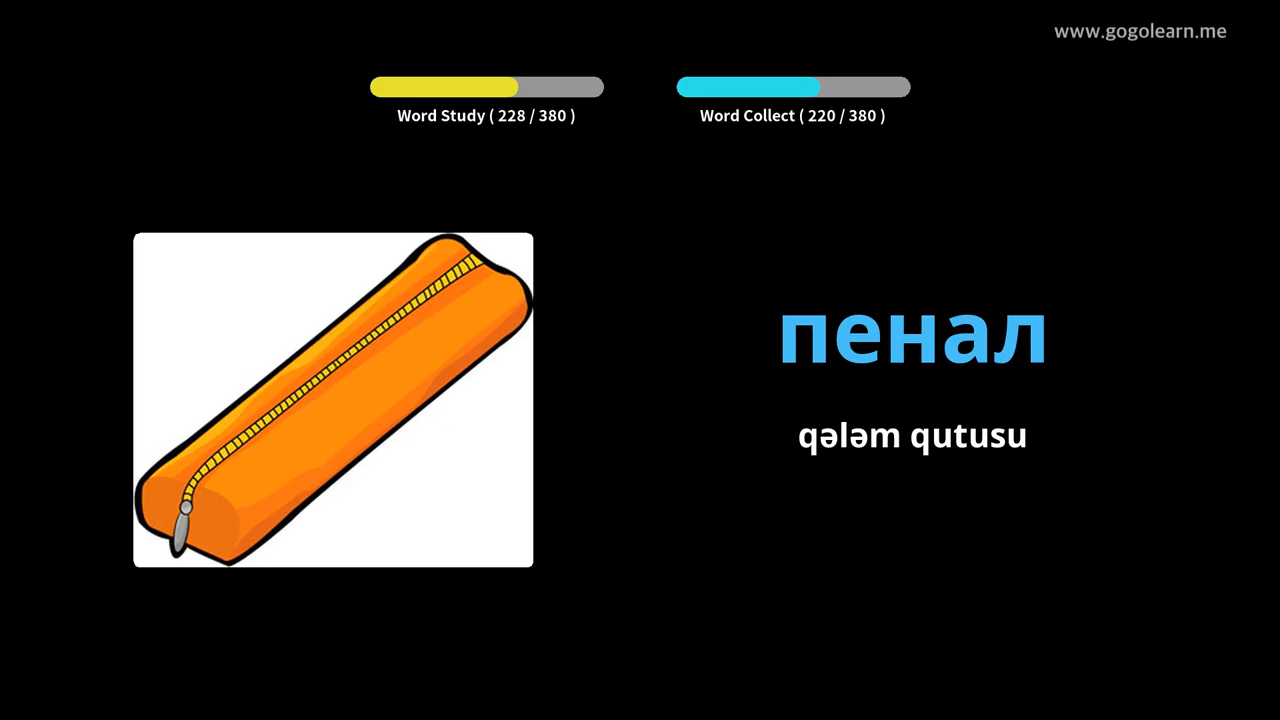 www.gogolearn.me
Word Study ( 228 / 380 )
Word Collect ( 220 / 380 )
пенал
qələm qutusu